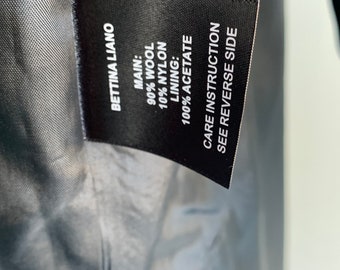 BETTINA LIANO
MAIN:
90% WOOL
10% NYLON
LINING:
100% ACETATE
CARE INSTRUCTION
SEE REVERSE SIDE